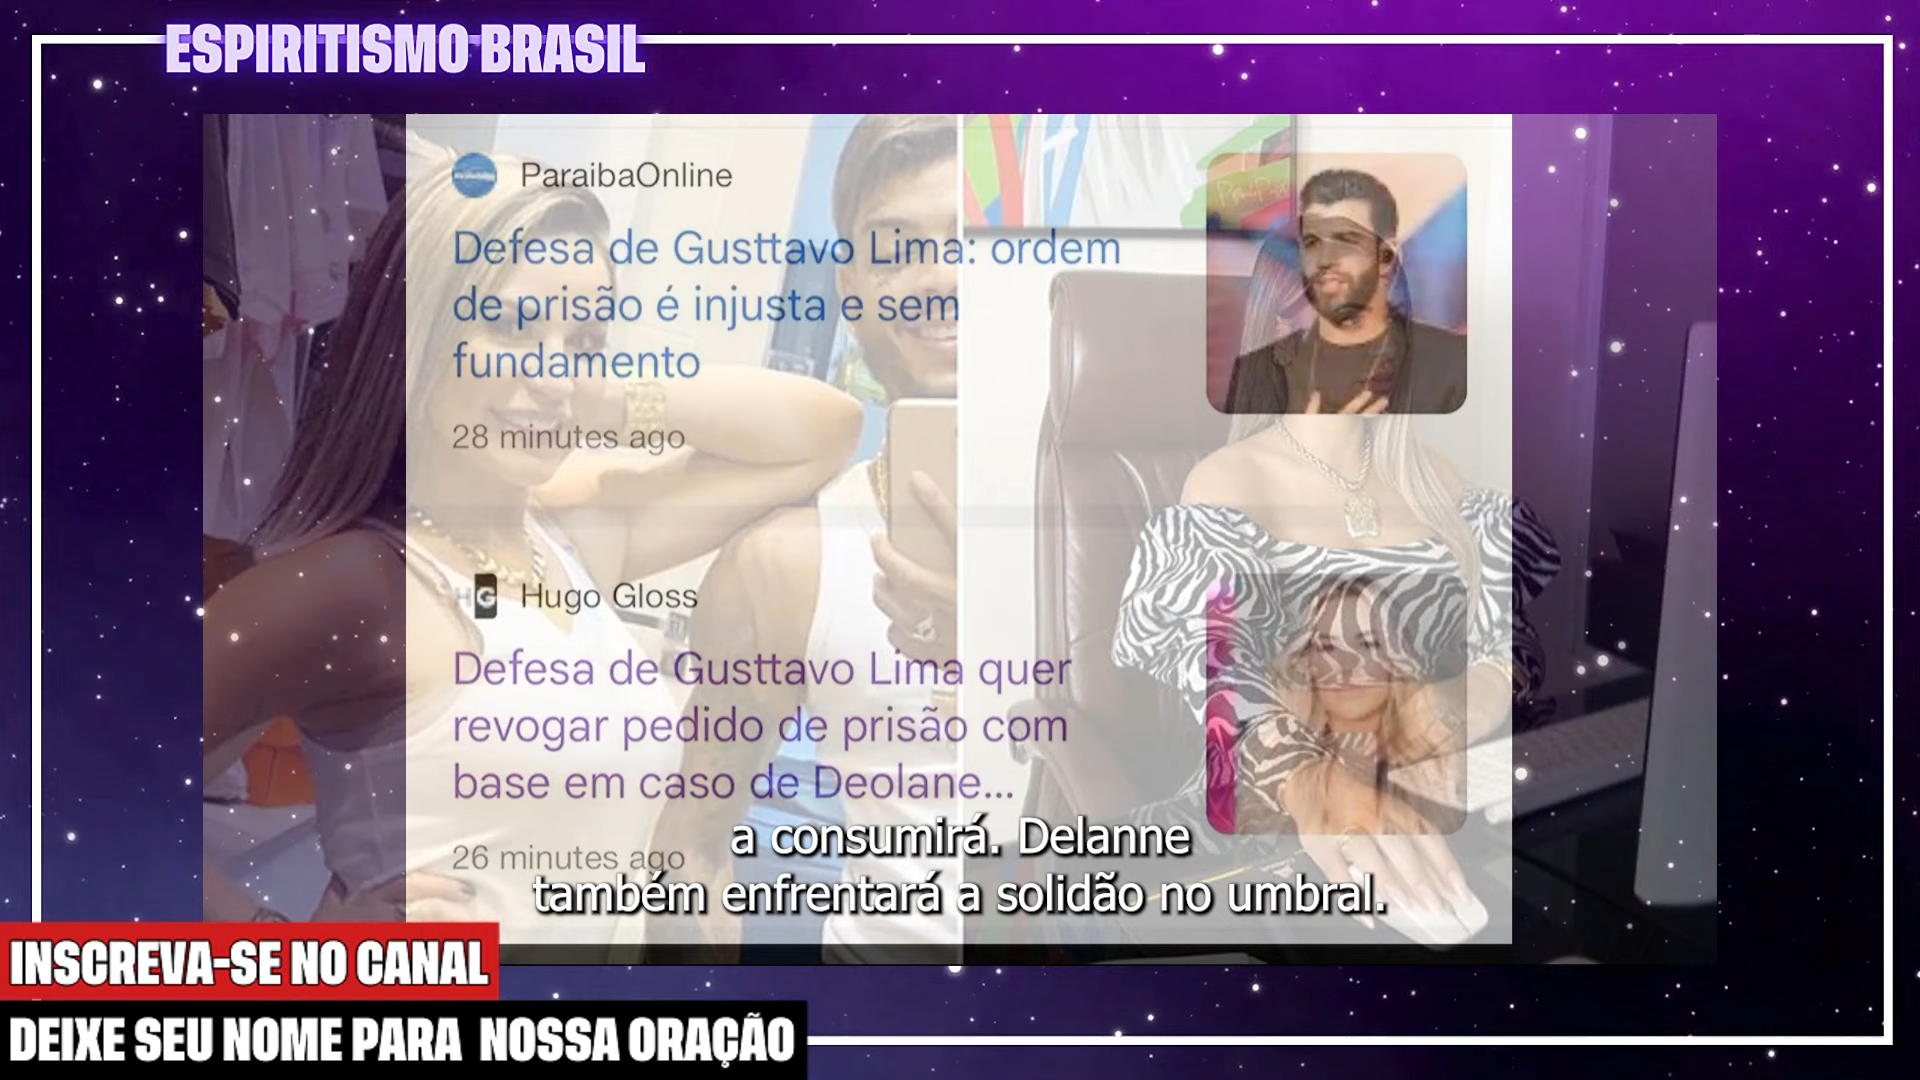 ESPIRITISMO BRASIL
ParaibaOnline
Defesa de Gusttavo Lima: ordem
de prisão é injusta e sem
fundamento
28 minutes ago
HG
Hugo Gloss
Defesa de Gusttavo Lima quer
revogar pedido de prisão com
base em caso de Deolane...
26 minutes ago
a consumirá. Delanne
também enfrentará a solidão no umbral.
INSCREVA-SE NO CANAL
DEIXE SEU NOME PARA NOSSA ORAÇÃO